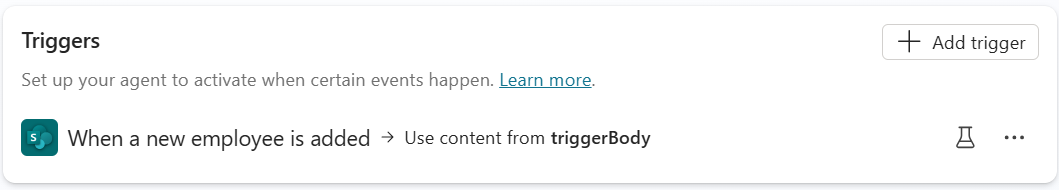 Triggers
Add trigger
Set up your agent to activate when certain events happen. Learn more.
S When a new employee is added → Use content from triggerBody